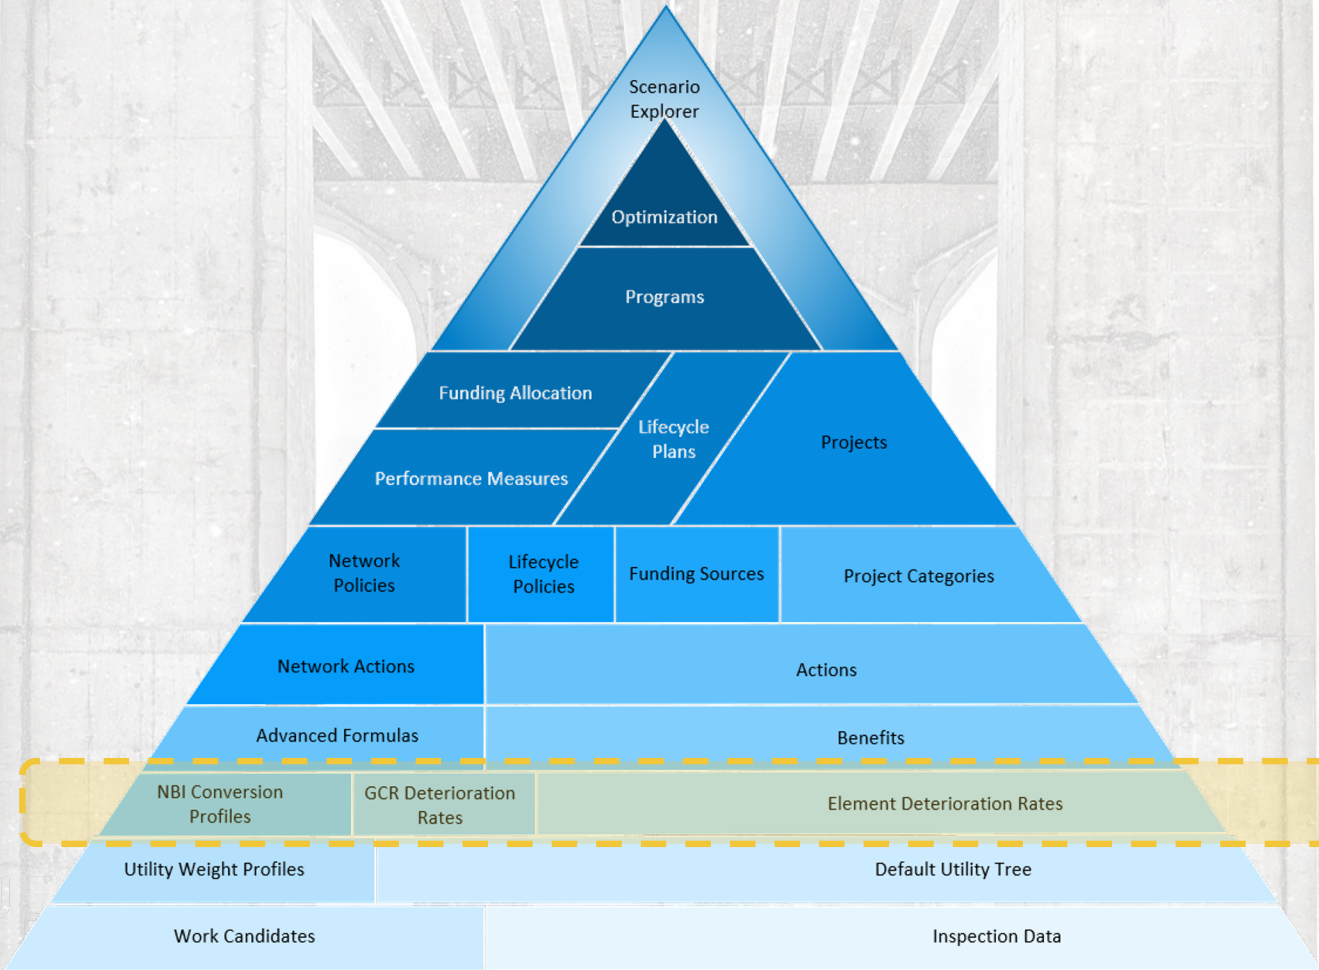 Scenario
Explorer
Optimization
Programs
Funding Allocation
Lifecycle
Plans
Projects
Performance Measures
Network
Policies
Lifecycle
Policies
Funding Sources
Project Categories
Network Actions
Actions
Advanced Formulas
Benefits
NBI Conversion
Profiles
GCR Deterioration
Rates
Element Deterioration Rates
Utility Weight Profiles
Default Utility Tree
Work Candidates
Inspection Data